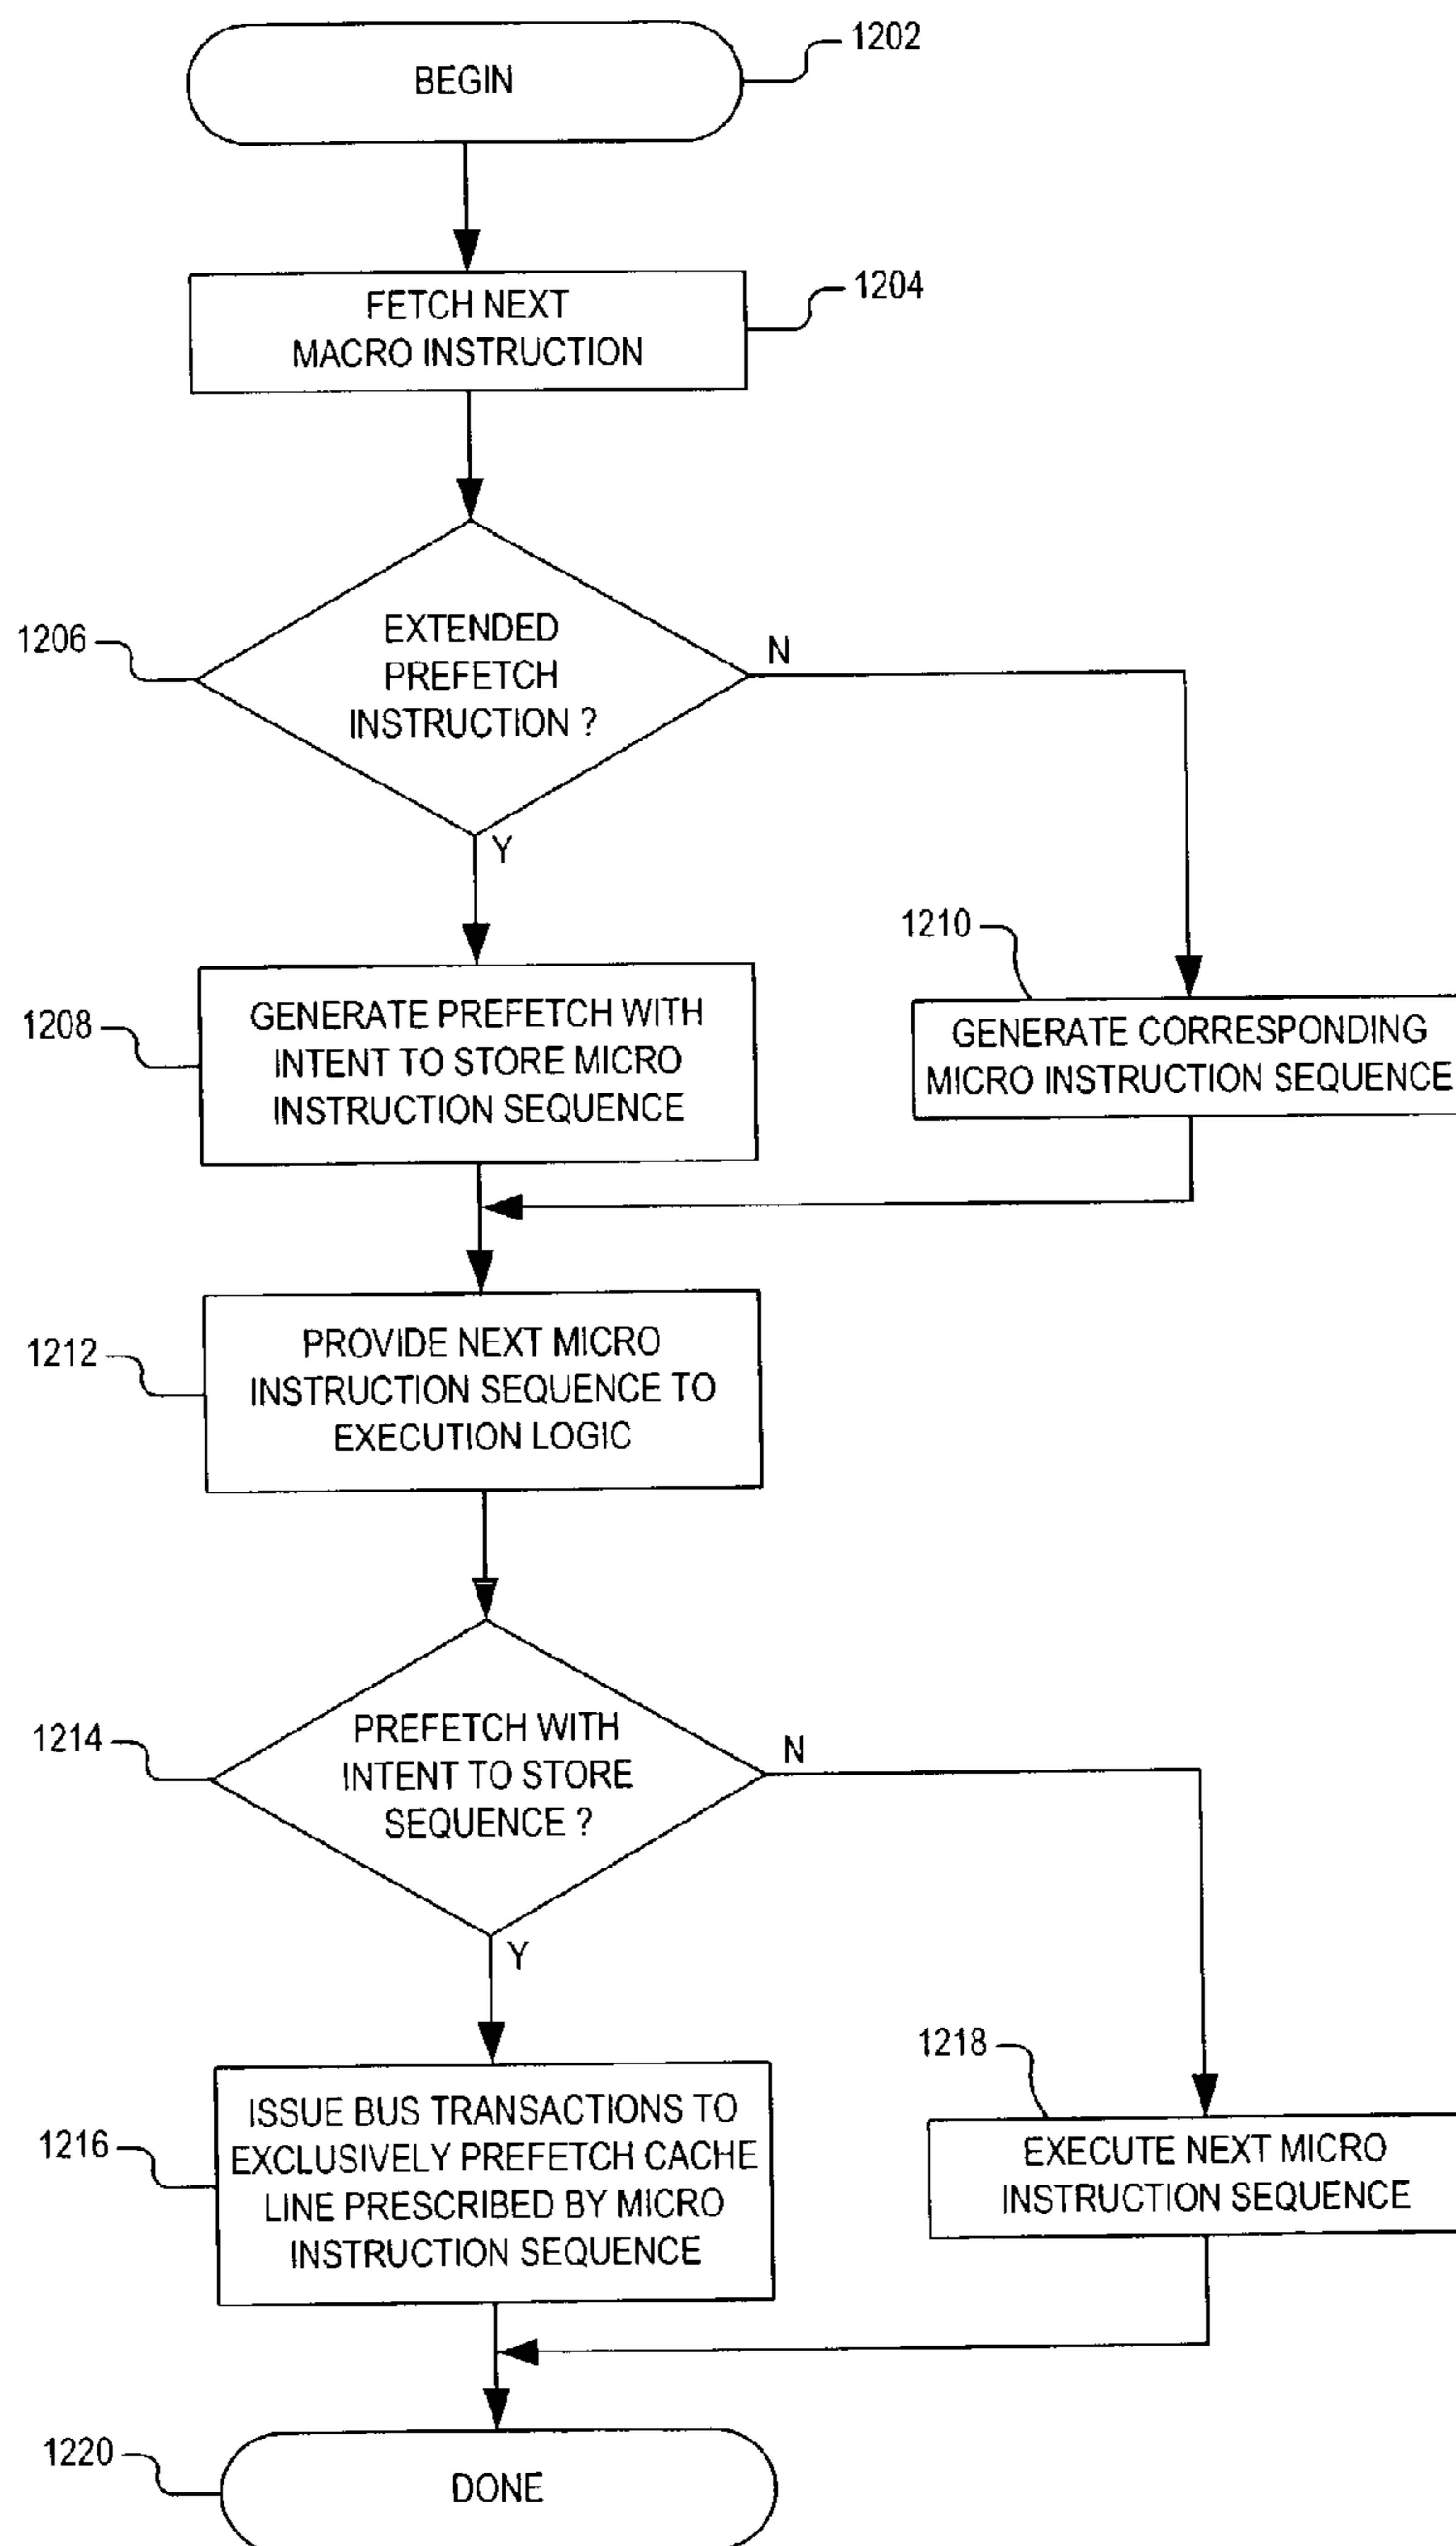 BEGIN
1202
FETCH NEXT
MACRO INSTRUCTION
1204
1206
EXTENDED
PREFETCH
INSTRUCTION ?
N
Y
1208
GENERATE PREFETCH WITH
INTENT TO STORE MICRO
INSTRUCTION SEQUENCE
1210
GENERATE CORRESPONDING
MICRO INSTRUCTION SEQUENCE
1212
PROVIDE NEXT MICRO
INSTRUCTION SEQUENCE TO
EXECUTION LOGIC
1214
PREFETCH WITH
INTENT TO STORE
SEQUENCE ?
N
Y
1216
ISSUE BUS TRANSACTIONS TO
EXCLUSIVELY PREFETCH CACHE
LINE PRESCRIBED BY MICRO
INSTRUCTION SEQUENCE
1218
EXECUTE NEXT MICRO
INSTRUCTION SEQUENCE
1220
DONE